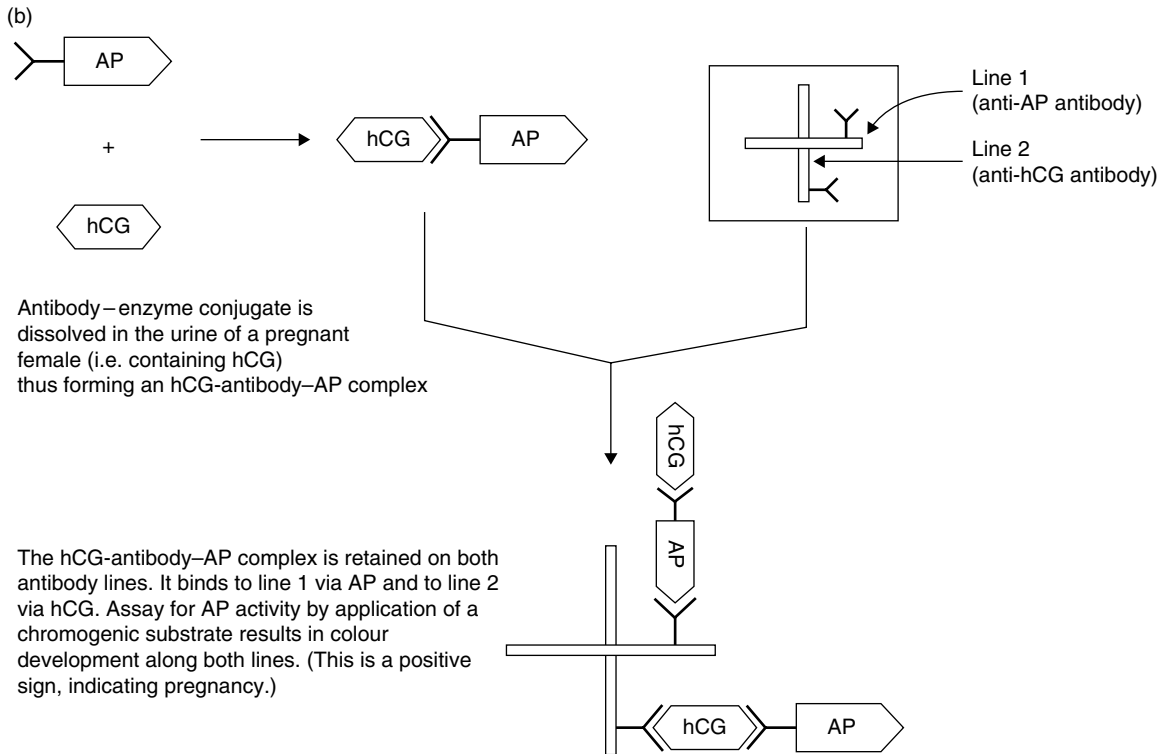 (b)
AP
+
hCG
hCG
AP
Line 1
(anti-AP antibody)
Line 2
(anti-hCG antibody)
Antibody–enzyme conjugate is
dissolved in the urine of a pregnant
female (i.e. containing hCG)
thus forming an hCG-antibody–AP complex
hCG
AP
The hCG-antibody–AP complex is retained on both
antibody lines. It binds to line 1 via AP and to line 2
via hCG. Assay for AP activity by application of a
chromogenic substrate results in colour
development along both lines. (This is a positive
sign, indicating pregnancy.)
hCG
AP